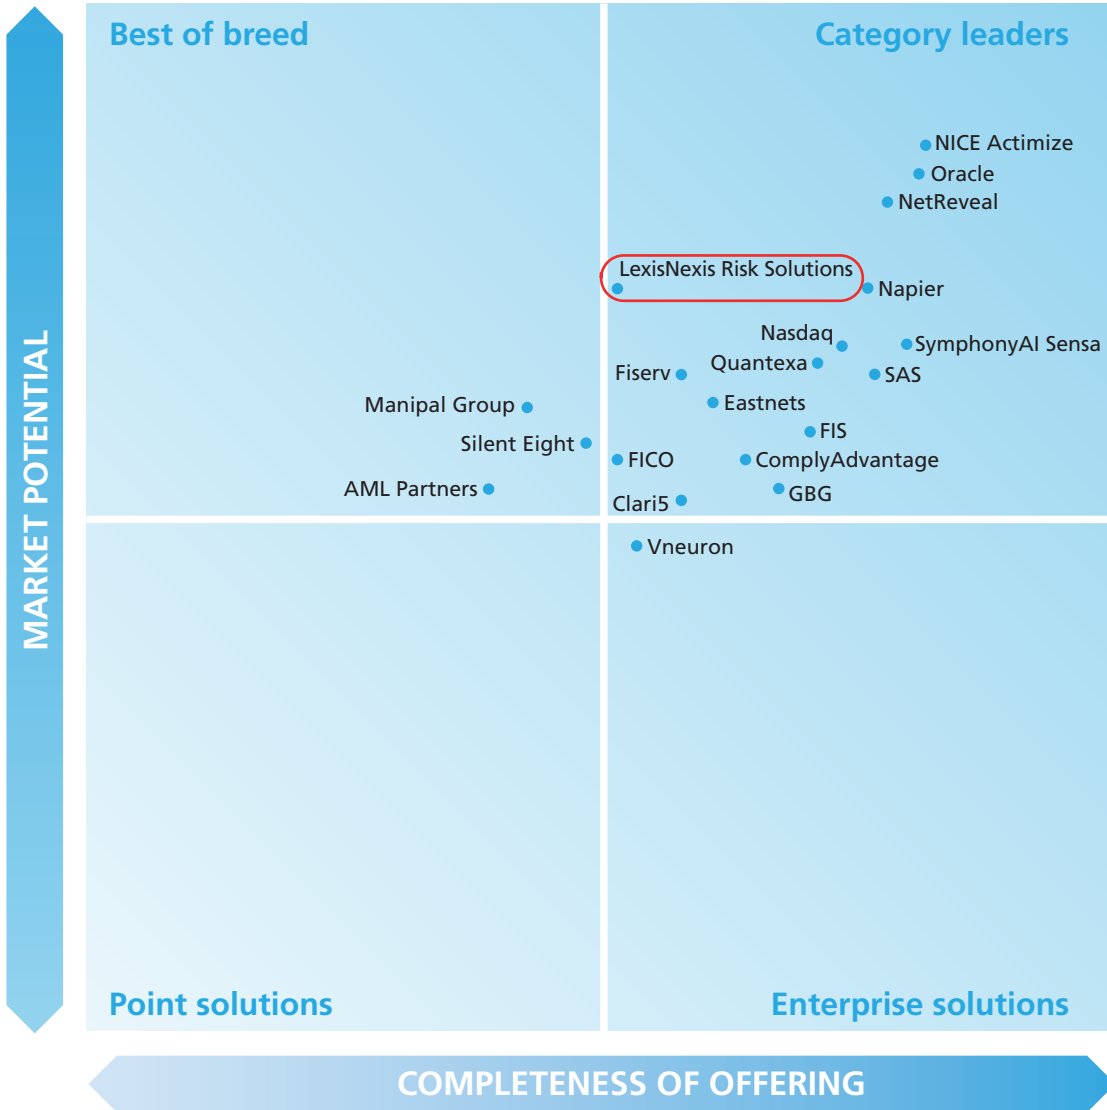 Best of breed
Category leaders
NICE Actimize
Oracle
NetReveal
LexisNexis Risk Solutions
Napier
Nasdaq
SymphonyAI Sensa
Quantexa
Fiserv
SAS
Eastnets
Manipal Group
FIS
Silent Eight
FICO
ComplyAdvantage
AML Partners
GBG
Clari5
Vneuron
MARKET POTENTIAL
Point solutions
Enterprise solutions
COMPLETENESS OF OFFERING